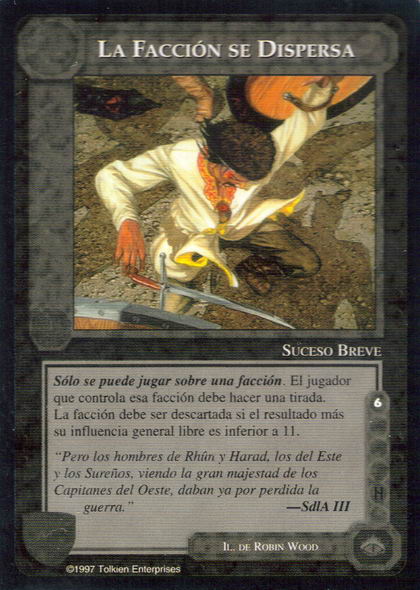 La Facción se Dispersa
Suceso Breve
Sólo se puede jugar sobre una facción. El jugador
que controla esa facción debe hacer una tirada.
La facción debe ser descartada si el resultado más
su influencia general libre es inferior a 11.
6
“Pero los hombres de Rhûn y Harad, los del Este
y los Sureños, viendo la gran majestad de los
Capitanes del Oeste, daban ya por perdida la
guerra.” —SdlA III
Il. de Robin Wood
©1997 Tolkien Enterprises